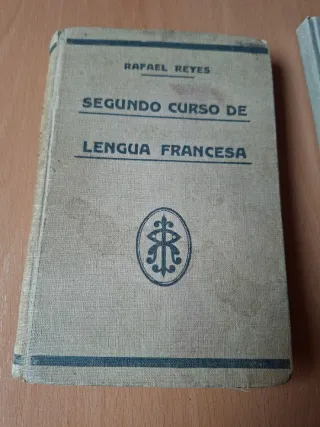 RAFAEL REYES
SEGUNDO CURSO DE
LENGUA FRANCESA